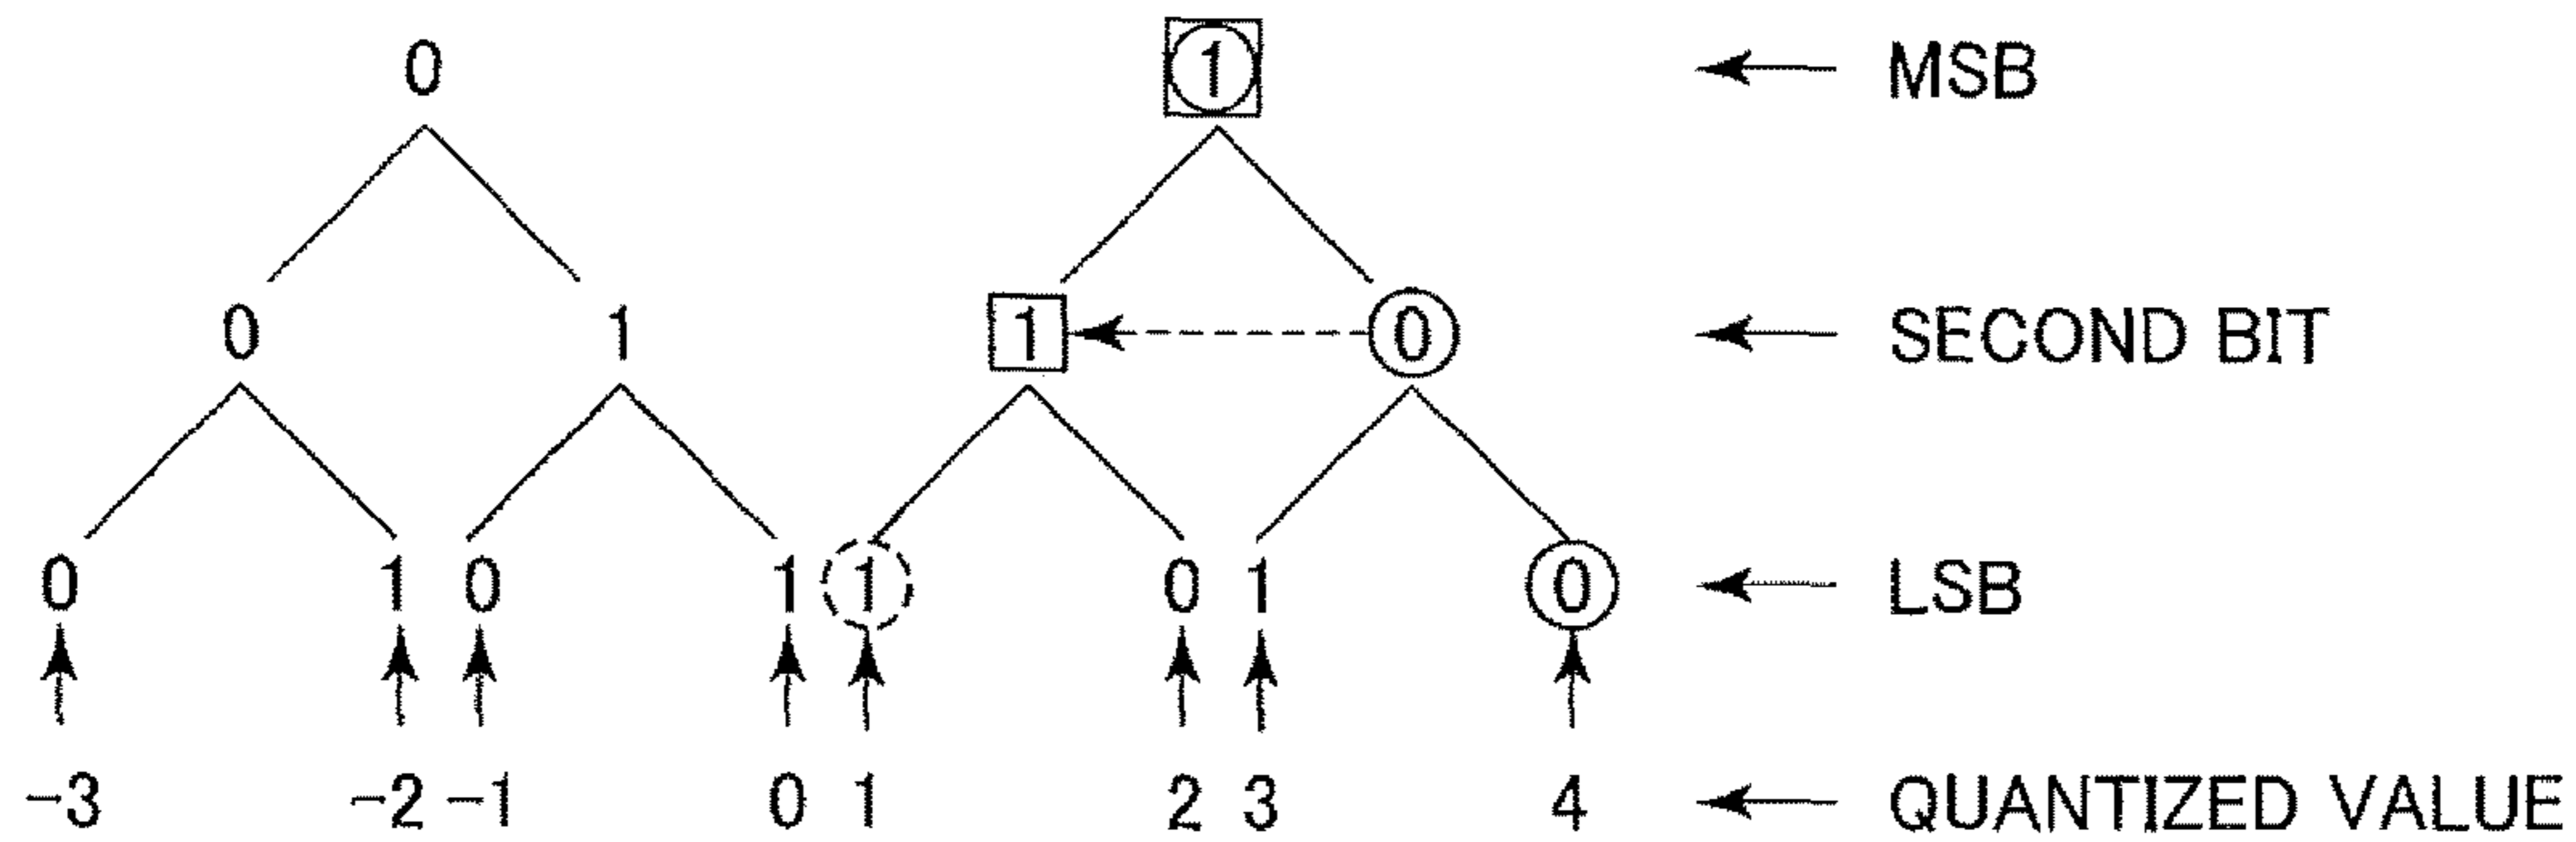 0 1 MSB
0 1 1 0 SECOND BIT
0 1 0 1 1 0 1 0 LSB
-3 -2 -1 0 1 2 3 4 QUANTIZED VALUE